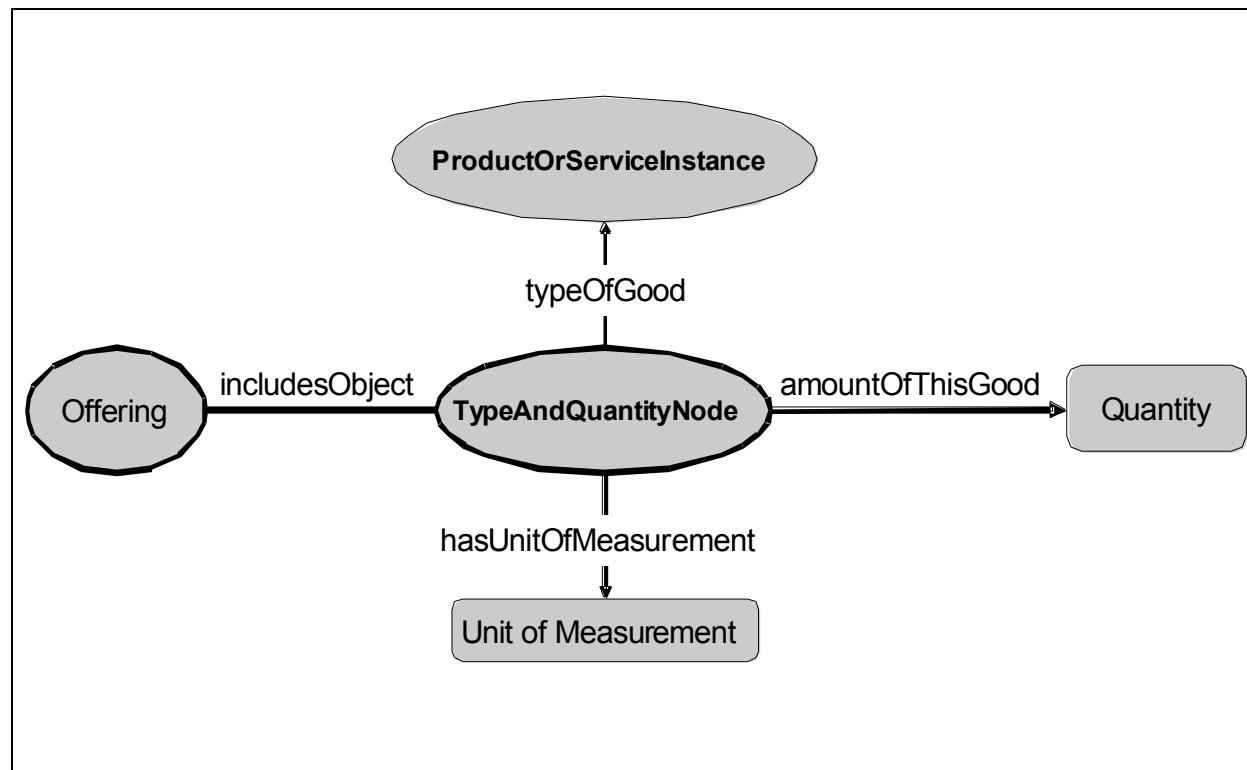 ProductOrServiceInstance
typeOfGood
includesObject
amountOfThisGood
Offering
TypeAndQuantityNode
Quantity
hasUnitOfMeasurement
Unit of Measurement